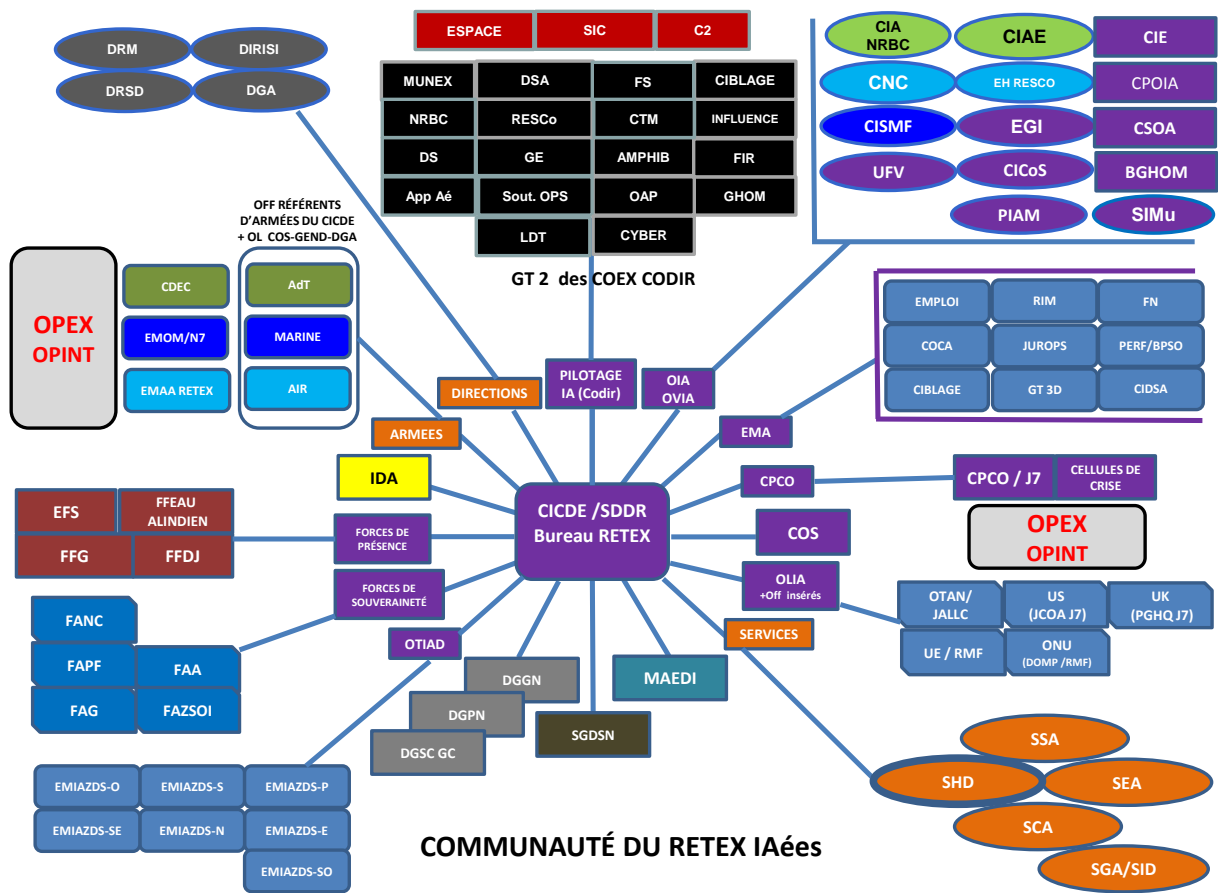 ESPACE
SIC
C2
DRM
DIRISI
DRSD
DGA
MUNEX
DSA
FS
CIBLAGE
NRBC
RESCo
CTM
INFLUENCE
DS
GE
AMPHIB
FIR
App Aé
Sout. OPS
OAP
GHOM
LDT
CYBER
GT 2 des COEX CODIR
CIA
NRBC
CIAE
CIE
CNC
EH RESCO
CPOIA
CISMF
EGI
CSOA
UFV
CICoS
BGHOM
PIAM
SIMu
OFF RÉFÉRENTS
D'ARMÉES DU CICDE
+ OL COS-GEND-DGA
OPEX
OPINT
CDEC
AdT
EMOM/N7
MARINE
EMAA RETEX
AIR
EMPLOI
RIM
FN
COCA
JUROPS
PERF/BPSO
CIBLAGE
GT 3D
CIDSA
DIRECTIONS
PILOTAGE
IA (Codir)
OIA
OVIA
ARMEES
EMA
IDA
CPCO
CPCO / J7
CELLULES DE
CRISE
CICDE /SDDR
Bureau RETEX
EFS
FFEAU
ALINDIEN
FFG
FFDJ
FORCES DE
PRÉSENCE
COS
OPEX
OPINT
FORCES DE
SOUVERAINETÉ
OLIA
+Off insérés
FANC
FAPF
FAA
FAG
FAZSOI
OTIAD
SERVICES
OTAN/
JALLC
US
(JCOA J7)
UK
(PGHQ J7)
UE / RMF
ONU
(DOMP /RMF)
DGGN
DGPN
DGSC GC
SGDSN
MAEDI
EMIAZDS-O
EMIAZDS-S
EMIAZDS-P
EMIAZDS-SE
EMIAZDS-N
EMIAZDS-E
EMIAZDS-SO
SSA
SHD
SEA
SCA
SGA/SID
COMMUNAUTÉ DU RETEX IAées